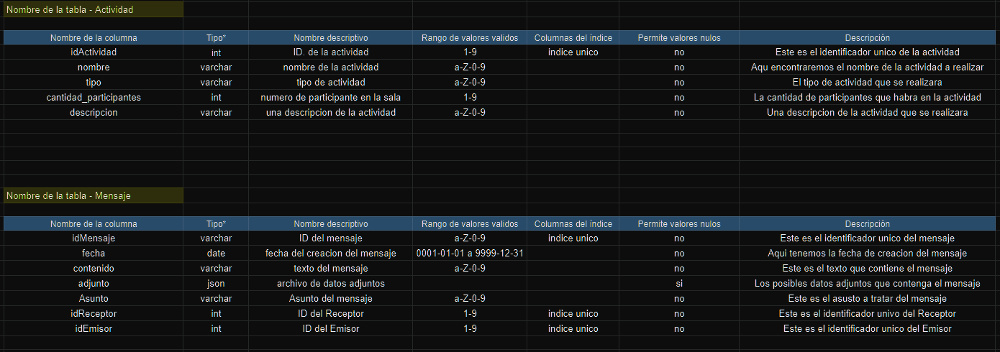 Nombre de la tabla - Actividad
Nombre de la columna Tipo* Nombre descriptivo Rango de valores validos Columnas del índice Permite valores nulos Descripción
idActividad int ID. de la actividad 1-9 indice unico no Este es el identificador unico de la actividad
nombre varchar nombre de la actividad a-Z-0-9 no Aqu encontraremos el nombre de la actividad a realizar
tipo varchar tipo de actividad a-Z-0-9 no El tipo de actividad que se realizara
cantidad_participantes int numero de participante en la sala 1-9 no La cantidad de participantes que habra en la actividad
descripcion varchar una descripcion de la actividad a-Z-0-9 no Una descripcion de la actividad que se realizara
Nombre de la tabla - Mensaje
Nombre de la columna Tipo* Nombre descriptivo Rango de valores validos Columnas del índice Permite valores nulos Descripción
idMensaje varchar ID del mensaje a-Z-0-9 indice unico no Este es el identificador unico del mensaje
fecha date fecha del creacion del mensaje 0001-01-01 a 9999-12-31 no Aqui tenemos la fecha de creacion del mensaje
contenido varchar texto del mensaje a-Z-0-9 no Este es el texto que contiene el mensaje
adjunto json archivo de datos adjuntos si Los posibles datos adjuntos que contenga el mensaje
Asunto varchar Asunto del mensaje a-Z-0-9 no Este es el asusto a tratar del mensaje
idReceptor int ID del Receptor 1-9 indice unico no Este es el identificador univo del Receptor
idEmisor int ID del Emisor 1-9 indice unico no Este es el identificador unico del Emisor